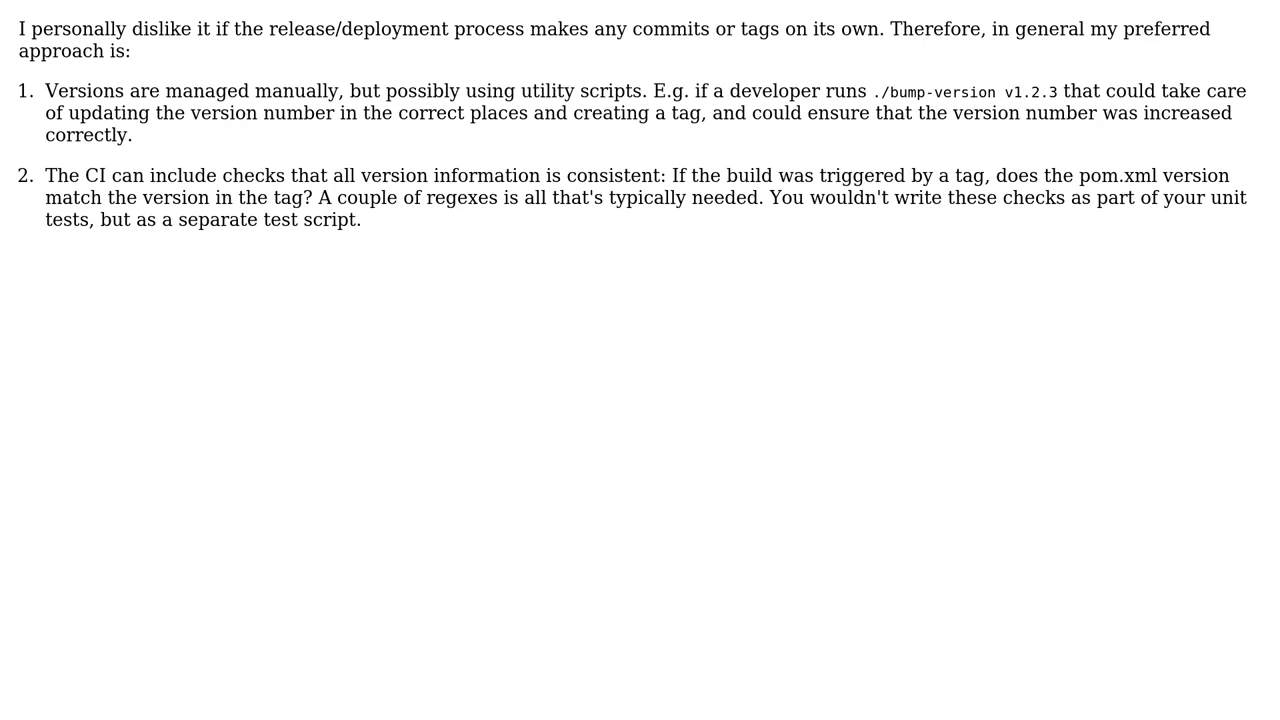 I personally dislike it if the release/deployment process makes any commits or tags on its own. Therefore, in general my preferred
approach is:
1. Versions are managed manually, but possibly using utility scripts. E.g. if a developer runs ./bump-version v1.2.3 that could take care
of updating the version number in the correct places and creating a tag, and could ensure that the version number was increased
correctly.
2. The CI can include checks that all version information is consistent: If the build was triggered by a tag, does the pom.xml version
match the version in the tag? A couple of regexes is all that's typically needed. You wouldn't write these checks as part of your unit
tests, but as a separate test script.